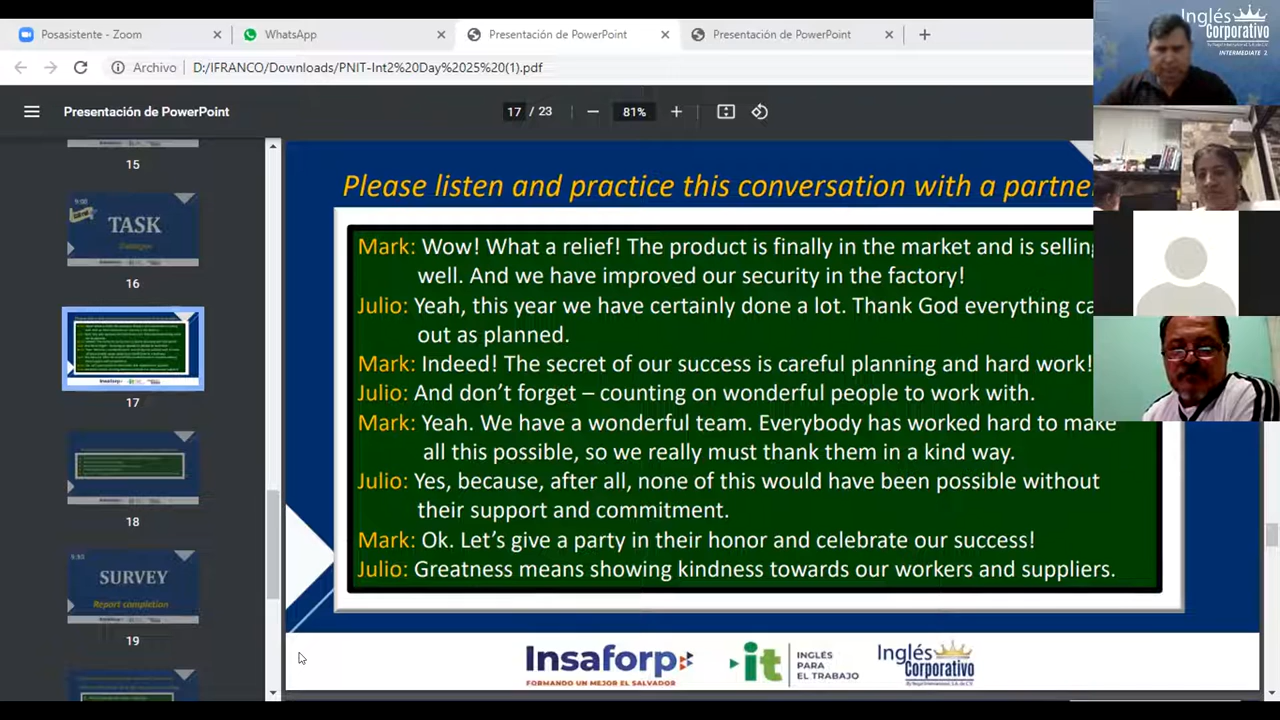 Posasistente - Zoom
WhatsApp
Presentación de PowerPoint
Presentación de PowerPoint
Archivo
D:/IFRANCO/Downloads/PNIT-Int2%20Day%2025%20(1).pdf
Presentación de PowerPoint
17 / 23
81%
15
9:00
TASK
16
17
18
9:30
SURVEY
Report completion
19
Please listen and practice this conversation with a
Mark: Wow! What a relief! The product is finally in the market and is
well. And we have improved our security in the factory!
Julio: Yeah, this year we have certainly done a lot. Thank God everything
out as planned.
Mark: Indeed! The secret of our success is careful planning and hard work!
Julio: And don't forget – counting on wonderful people to work with.
Mark: Yeah. We have a wonderful team. Everybody has worked hard to make
all this possible, so we really must thank them in a kind way.
Julio: Yes, because, after all, none of this would have been possible without
their support and commitment.
Mark: Ok. Let's give a party in their honor and celebrate our success!
Julio: Greatness means showing kindness towards our workers and suppliers.
Insaforp
FORMANDO UN MEJOR EL SALVADOR
it
INGLÉS
PARA
EL TRABAJO
Inglés
Corporativo
Inglés
Corporativo
INTERMEDIATE 2